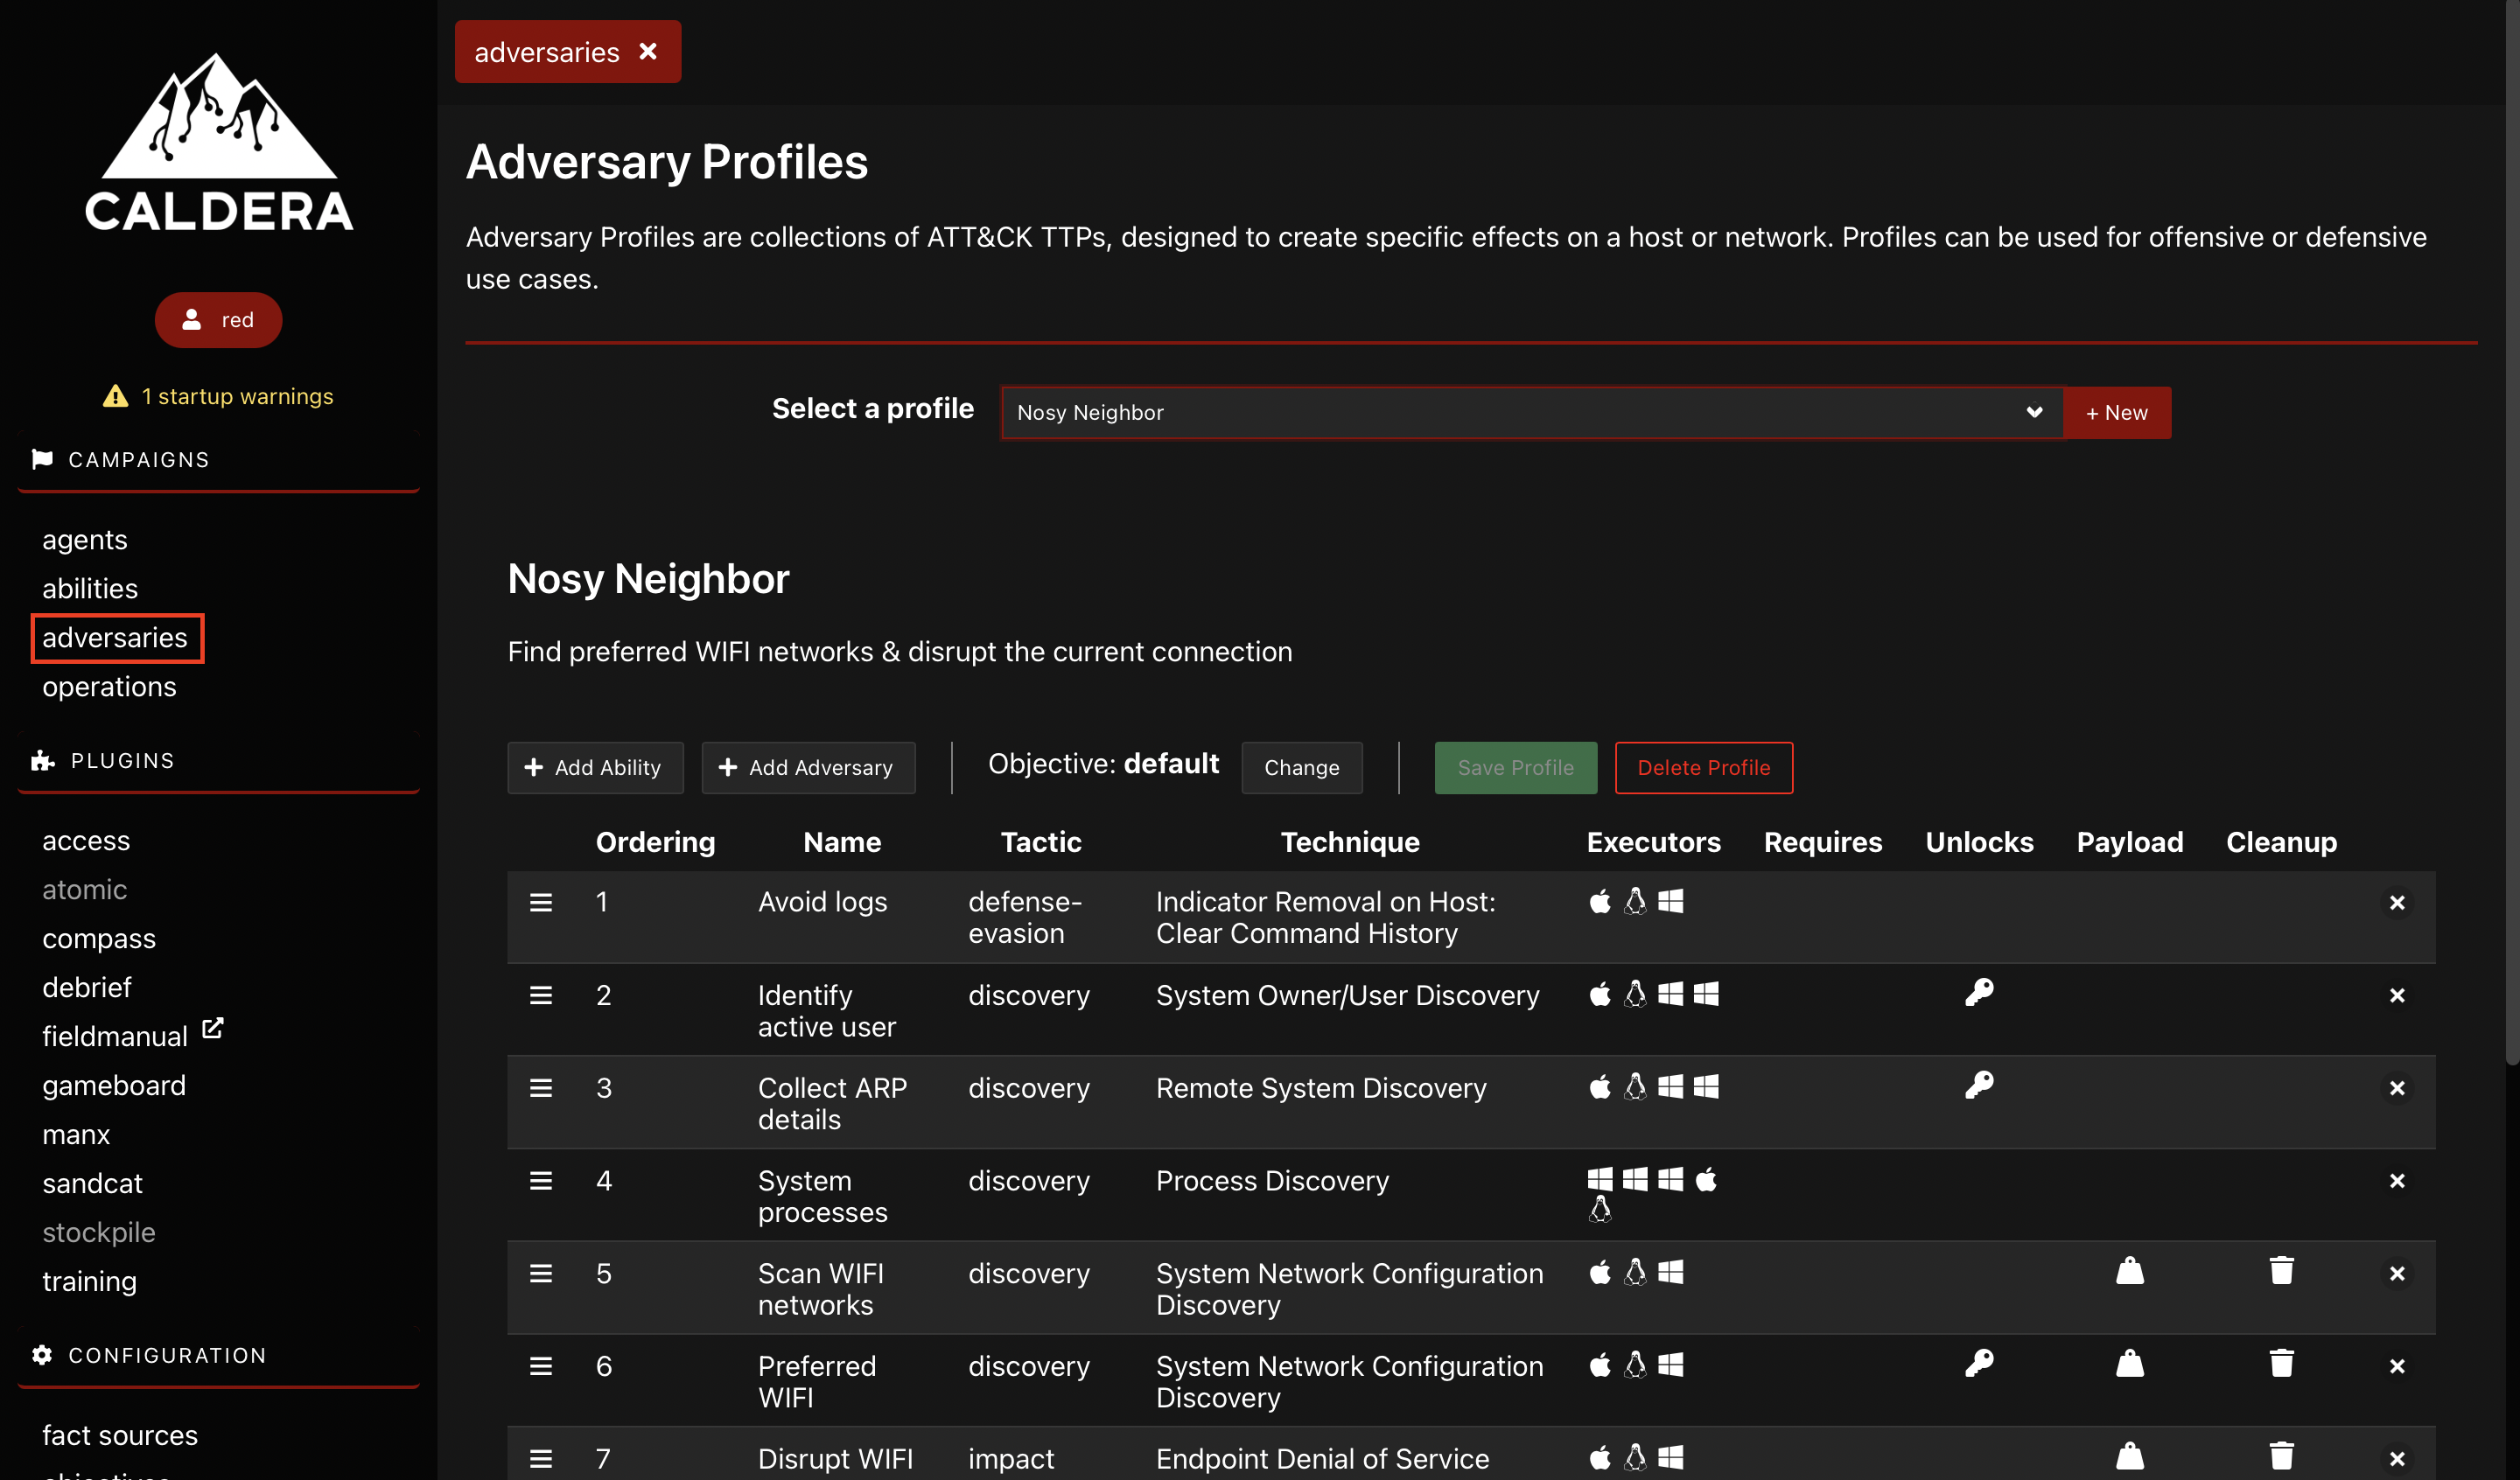 CALDERA
red
1 startup warnings
CAMPAIGNS
agents
abilities
adversaries
operations
PLUGINS
access
atomic
compass
debrief
fieldmanual
gameboard
manx
sandcat
stockpile
training
CONFIGURATION
fact sources
adversaries
Adversary Profiles
Adversary Profiles are collections of ATT&CK TTPs, designed to create specific effects on a host or network. Profiles can be used for offensive or defensive
use cases.
Select a profile Nosy Neighbor + New
Nosy Neighbor
Find preferred WIFI networks & disrupt the current connection
+ Add Ability + Add Adversary Objective: default Change Save Profile Delete Profile
Ordering Name Tactic Technique Executors Requires Unlocks Payload Cleanup
1 Avoid logs defense-
evasion Indicator Removal on Host:
Clear Command History
2 Identify
active user discovery System Owner/User Discovery
3 Collect ARP
details discovery Remote System Discovery
4 System
processes discovery Process Discovery
5 Scan WIFI
networks discovery System Network Configuration
Discovery
6 Preferred
WIFI discovery System Network Configuration
Discovery
7 Disrupt WIFI impact Endpoint Denial of Service